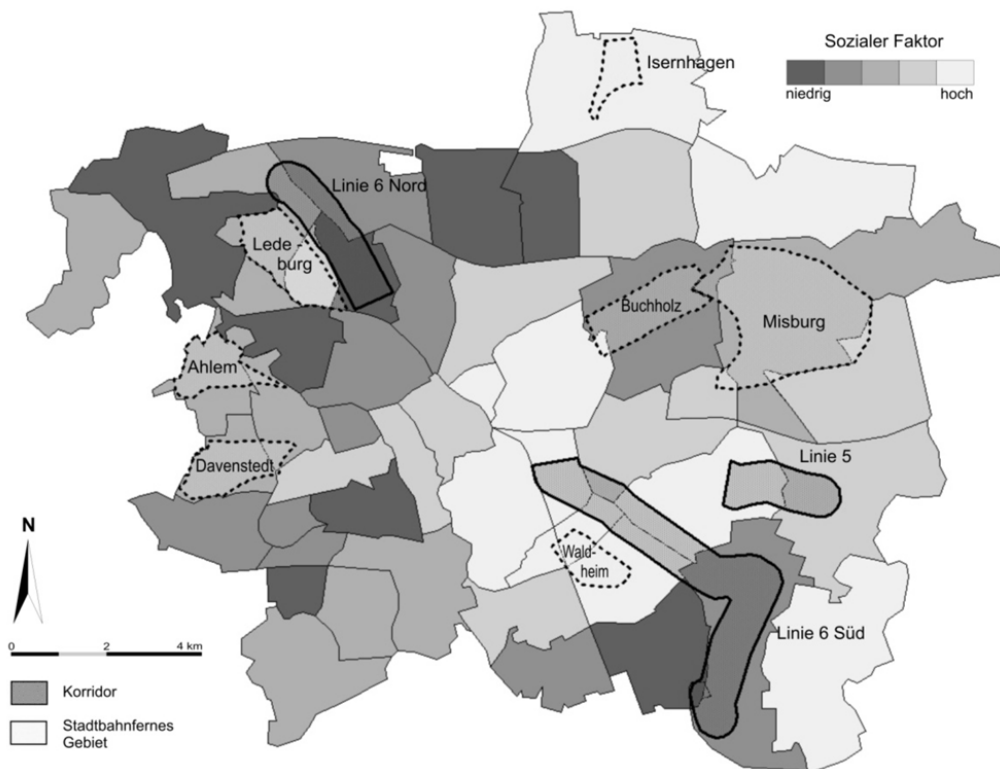 Isernhagen
Sozialer Faktor
niedrig hoch
Linie 6 Nord
Lede -
burg
Buchholz
Misburg
Ahlem
Davenstedt
Linie 5
Wald-
heim
N
Linie 6 Süd
0 2 4 km
Korridor
Stadtbahnfernes
Gebiet